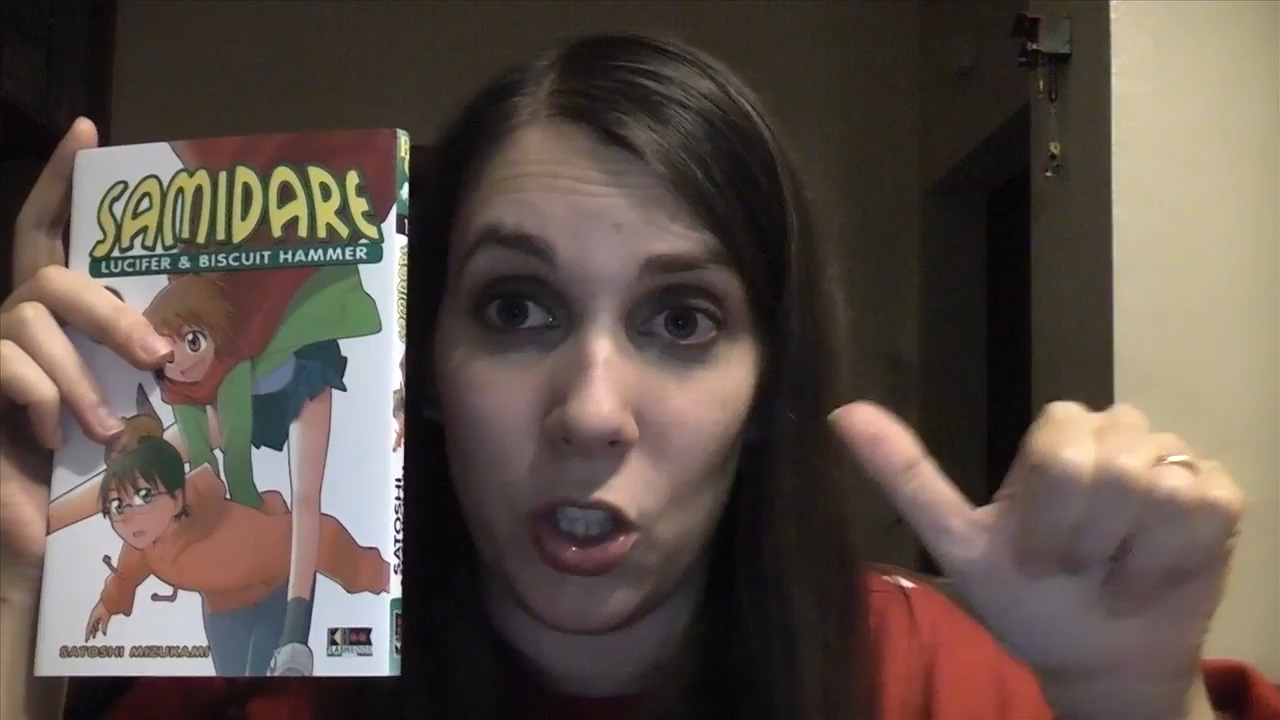 SAMIDARE
LUCIFER & BISCUIT HAMMER
SATOSHI MIZUKAMI
SATOSHI